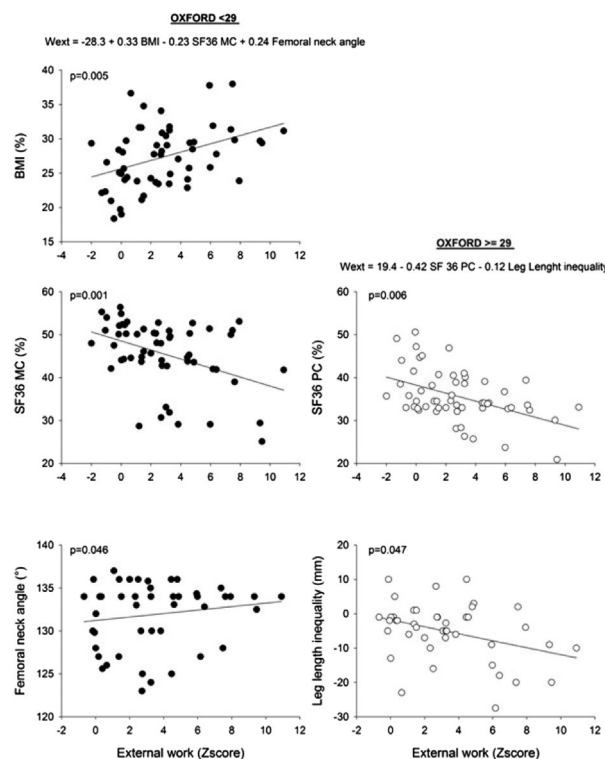 OXFORD <29
Wext = -28.3 + 0.33 BMI - 0.23 SF36 MC + 0.24 Femoral neck angle
p=0.005
BMI (%)
40
35
30
25
20
15
10
-4 -2 0 2 4 6 8 10 12
OXFORD >= 29
Wext = 19.4 - 0.42 SF 36 PC - 0.12 Leg Lenght inequality
p=0.001
SF36 MC (%)
60
50
40
30
20
-4 -2 0 2 4 6 8 10 12
p=0.006
SF36 PC (%)
60
50
40
30
20
-4 -2 0 2 4 6 8 10 12
p=0.046
Femoral neck angle (°)
140
135
130
125
120
-2 0 2 4 6 8 10 12
External work (Zscore)
p=0.047
Leg length inequality (mm)
20
10
-0
-10
-20
-30
-2 0 2 4 6 8 10 12
External work (Zscore)